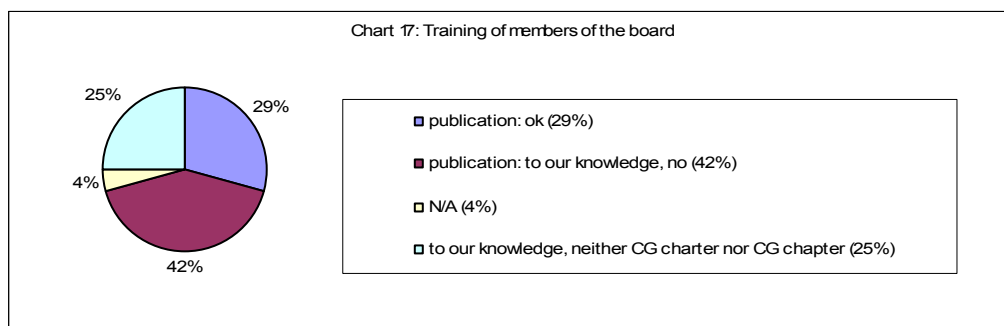 Chart 17: Training of members of the board
25%
29%
4%
42%
publication: ok (29%)
publication: to our knowledge, no (42%)
N/A (4%)
to our knowledge, neither CG charter nor CG chapter (25%)